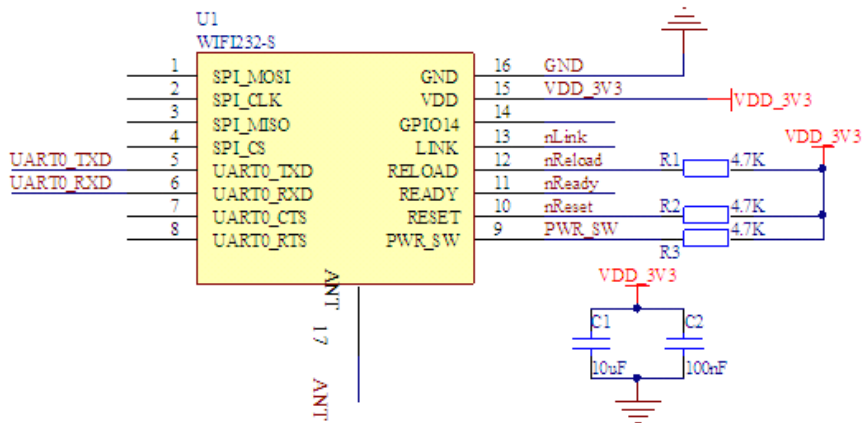 U1
WIFI232-S
1 SPI_MOSI GND 16 GND
2 SPI_CLK VDD 15 VDD_3V3 VDD_3V3
3 SPI_MISO GPIO14 14
VDD_3V3
4 SPI_CS LINK 13 nLink
UART0_TXD 5 UART0_TXD RELOAD 12 nReload R1 4.7K
UART0_RXD 6 UART0_RXD READY 11 nReady
7 UART0_CTS RESET 10 nReset R2 4.7K
8 UART0_RTS PWR_SW 9 PWR_SW 4.7K
R3
ANT 17 ANT
VDD_3V3
C1 C2
10uF 100nF